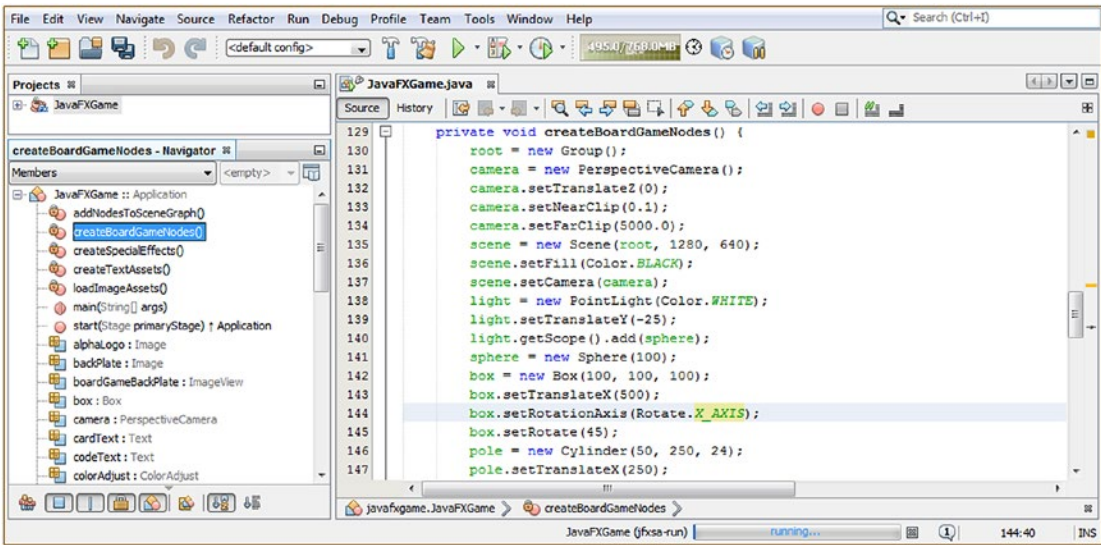 File Edit View Navigate Source Refactor Run Debug Profile Team Tools Window Help
Search (Ctrl+I)
<default config>
495.0/768.0MB
Projects
JavaFXGame
createBoardGameNodes - Navigator
Members
<empty>
JavaFXGame :: Application
addNodesToSceneGraph()
createBoardGameNodes()
createSpecialEffects()
createTextAssets()
loadImageAssets()
main(String[] args)
start(Stage primaryStage) ↑ Application
alphaLogo : Image
backPlate : Image
boardGameBackPlate : ImageView
box : Box
camera : PerspectiveCamera
cardText : Text
codeText : Text
colorAdjust : ColorAdjust
JavaFXGame.java
Source History
129 private void createBoardGameNodes() {
130 root = new Group();
131 camera = new PerspectiveCamera();
132 camera.setTranslateZ(0);
133 camera.setNearClip(0.1);
134 camera.setFarClip(5000.0);
135 scene = new Scene(root, 1280, 640);
136 scene.setFill(Color.BLACK);
137 scene.setCamera(camera);
138 light = new PointLight(Color.WHITE);
139 light.setTranslateY(-25);
140 light.getScope().add(sphere);
141 sphere = new Sphere(100);
142 box = new Box(100, 100, 100);
143 box.setTranslateX(500);
144 box.setRotationAxis(Rotate.X_AXIS);
145 box.setRotate(45);
146 pole = new Cylinder(50, 250, 24);
147 pole.setTranslateX(250);
javafxgame.JavaFXGame
createBoardGameNodes
JavaFXGame (jfxsa-run)
running...
1
144:40
INS